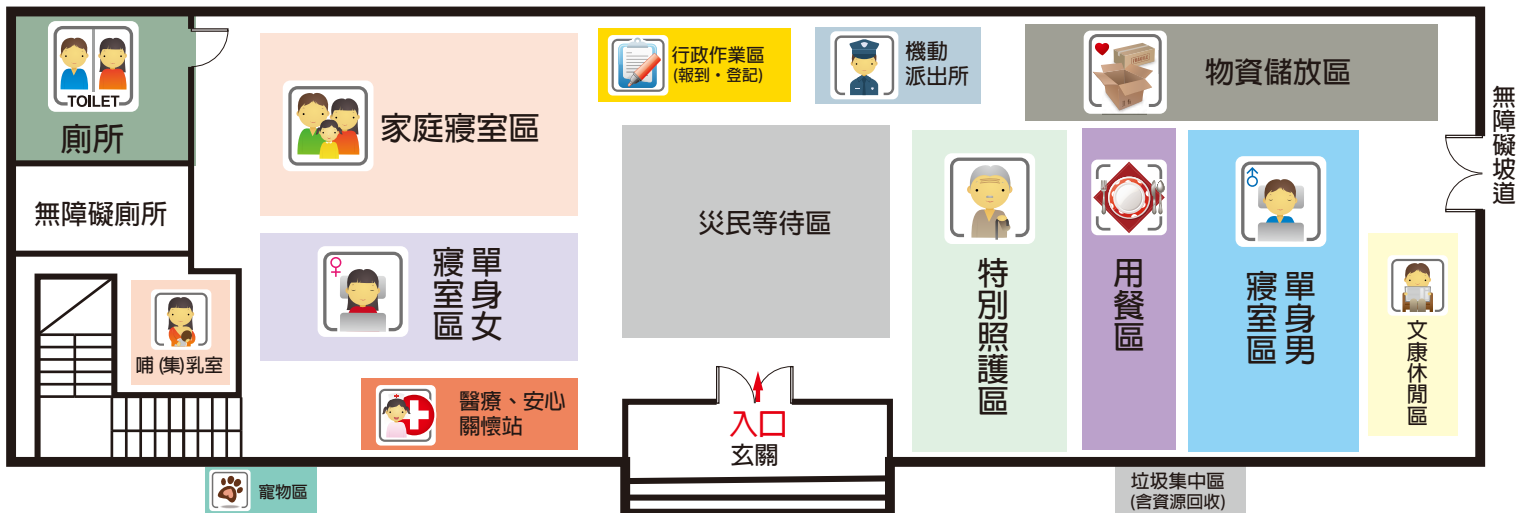 TOILET
廁所
無障礙廁所
哺(集)乳室
家庭寢室區
單身女
寢室區
醫療、安心
關懷站
寵物區
行政作業區
(報到・登記)
機動
派出所
物資儲放區
災民等待區
入口
玄關
特別照護區
用餐區
單身男
寢室區
文康休閒區
無障礙坡道
垃圾集中區
(含資源回收)